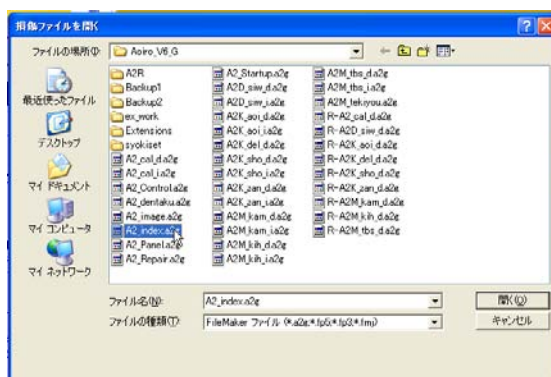 損傷ファイルを開く
ファイルの場所(I):
Aoiro_V6_G
最近使ったファイル
デスクトップ
マイ ドキュメント
マイ コンピュータ
マイ ネットワーク
A2R
Backup1
Backup2
ex_work
Extensions
syokiset
A2_cal_d.a2g
A2_cal_i.a2g
A2_Control.a2g
A2_dentaku.a2g
A2_image.a2g
A2_index.a2g
A2_Panel.a2g
A2_Repair.a2g
A2_Startup.a2g
A2D_siw_d.a2g
A2D_siw_i.a2g
A2K_aoi_d.a2g
A2K_aoi_i.a2g
A2K_del_d.a2g
A2K_sho_d.a2g
A2K_sho_i.a2g
A2K_zan_d.a2g
A2K_zan_i.a2g
A2M_kam_d.a2g
A2M_kam_i.a2g
A2M_kih_d.a2g
A2M_kih_i.a2g
A2M_tbs_d.a2g
A2M_tbs_i.a2g
A2M_tekiyou.a2g
R-A2_cal_d.a2g
R-A2D_siw_d.a2g
R-A2K_aoi_d.a2g
R-A2K_del_d.a2g
R-A2K_sho_d.a2g
R-A2K_zan_d.a2g
R-A2M_kam_d.a2g
R-A2M_kih_d.a2g
R-A2M_tbs_d.a2g
ファイル名(N):
A2_index.a2g
開く(O)
ファイルの種類(T):
FileMaker ファイル (*.a2g;*.fp5;*.fp3;*.fmj)
キャンセル